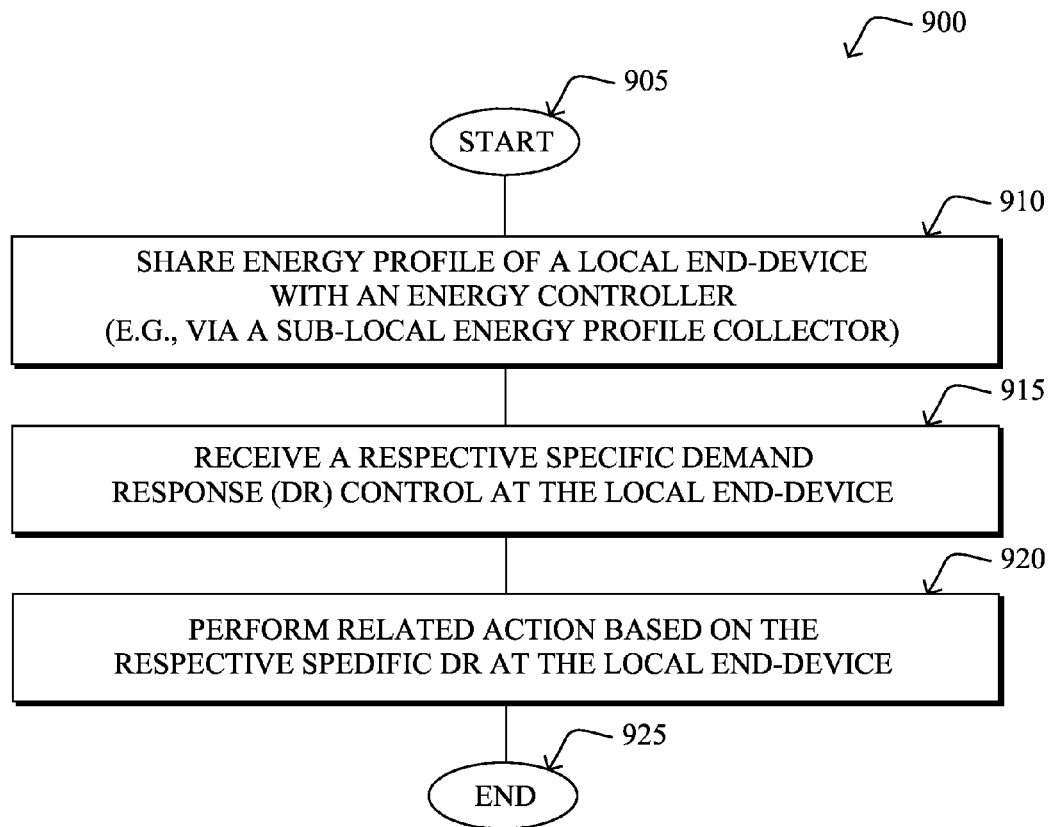 900
905
START
910
SHARE ENERGY PROFILE OF A LOCAL END-DEVICE
WITH AN ENERGY CONTROLLER
(E.G., VIA A SUB-LOCAL ENERGY PROFILE COLLECTOR)
915
RECEIVE A RESPECTIVE SPECIFIC DEMAND
RESPONSE (DR) CONTROL AT THE LOCAL END-DEVICE
920
PERFORM RELATED ACTION BASED ON THE
RESPECTIVE SPEDIFIC DR AT THE LOCAL END-DEVICE
925
END